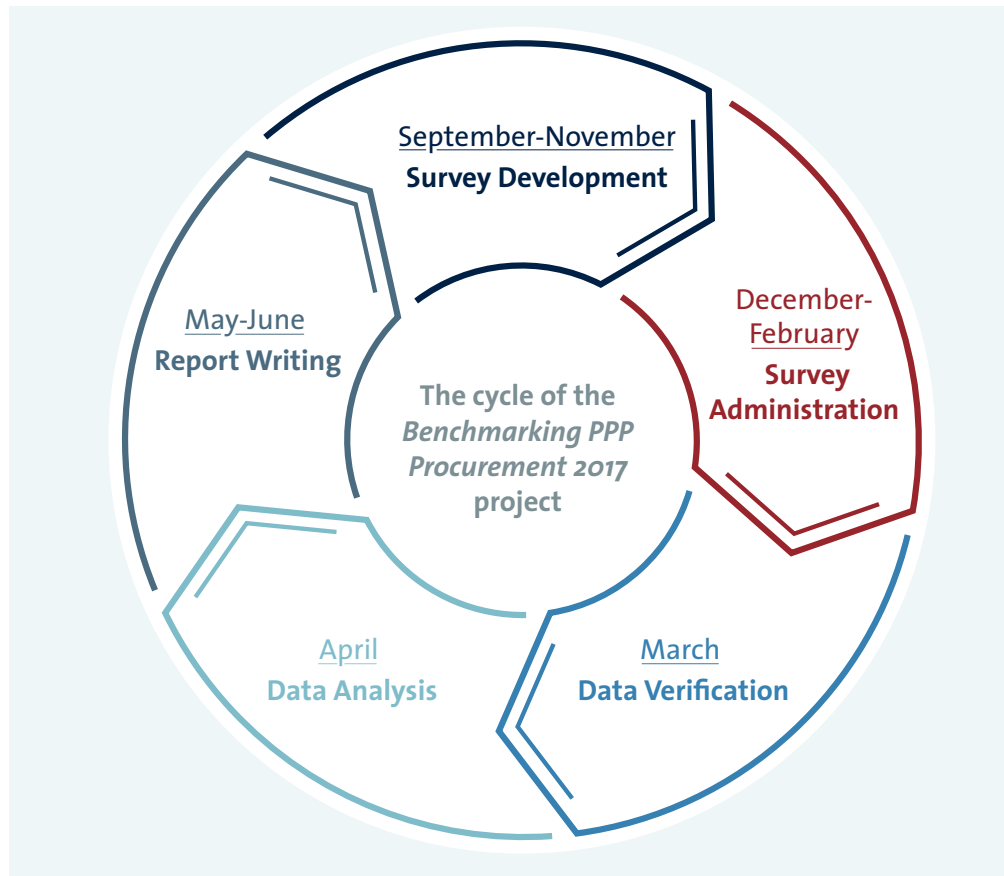 September-November
Survey Development
December-
February
Survey
Administration
March
Data Verification
April
Data Analysis
May-June
Report Writing
The cycle of the
Benchmarking PPP
Procurement 2017
project